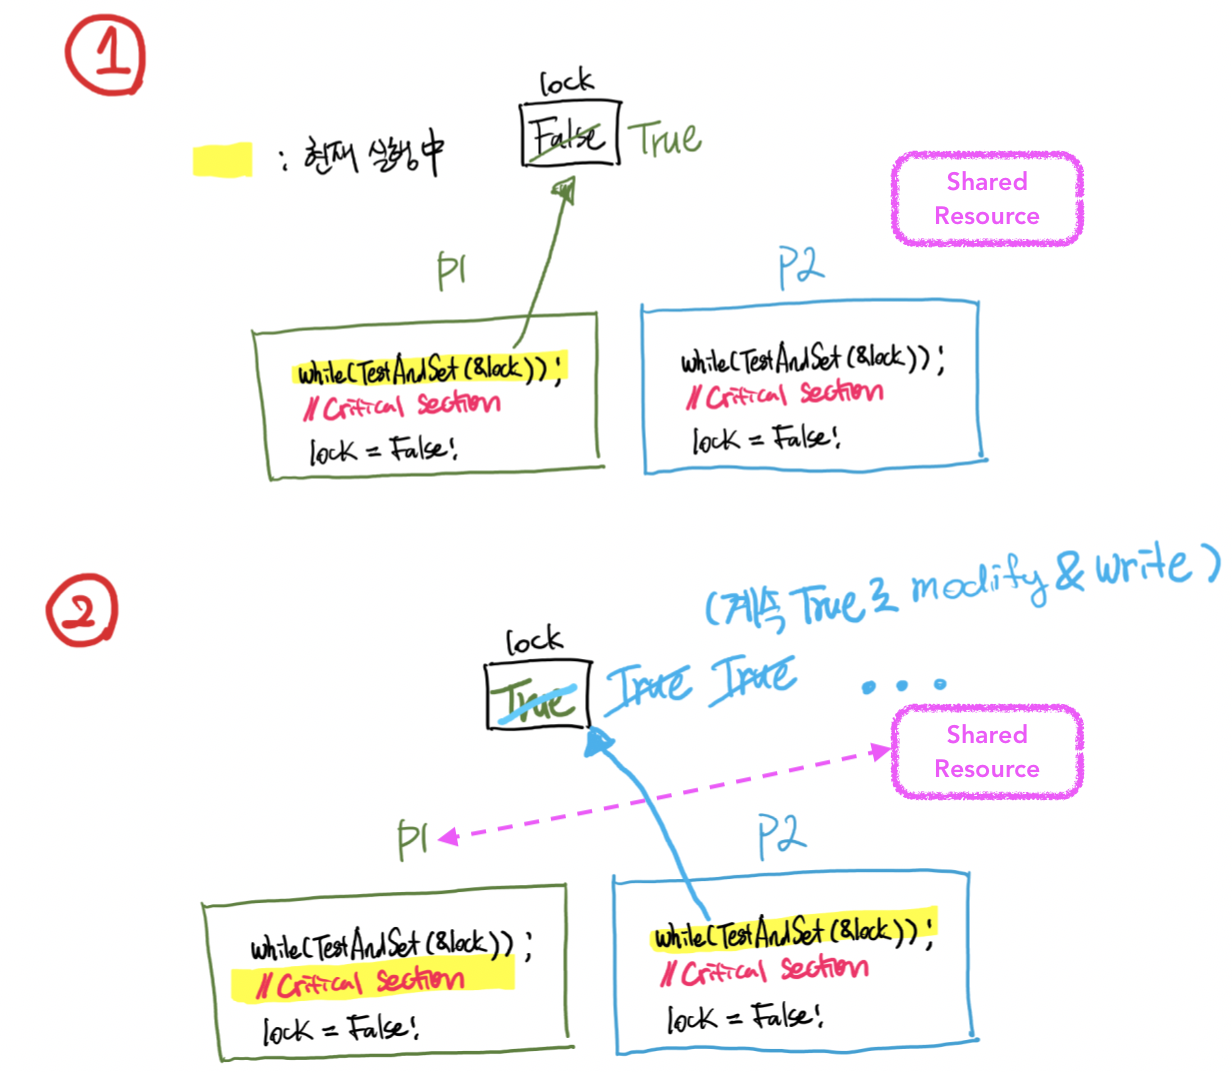 1
lock
False True
: 현재 실행中
Shared
Resource
P1
P2
while(TestAndSet(&lock));
// Critical section
lock = False;
while(TestAndSet(&lock));
// Critical section
lock = False;
2
(계속 True로 modify & write)
lock
True True True ...
Shared
Resource
P1
P2
while(TestAndSet(&lock));
// Critical section
lock = False;
while(TestAndSet(&lock));
// Critical section
lock = False;